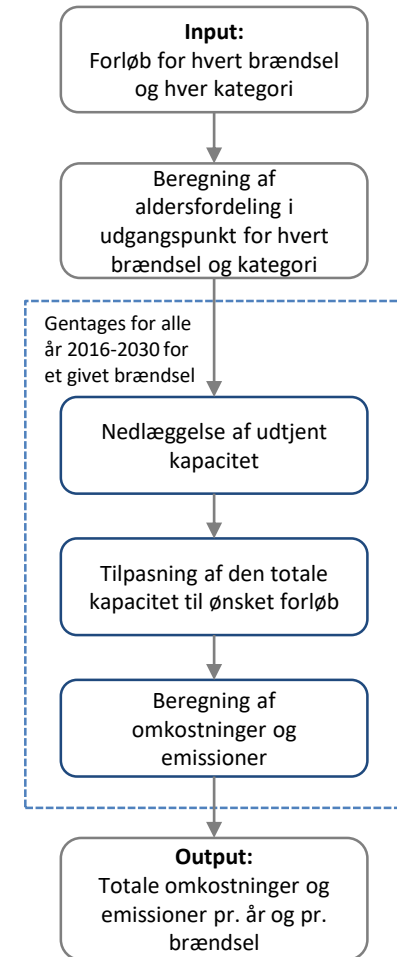 Input:
Forløb for hvert brændsel
og hver kategori
Beregning af
aldersfordeling i
udgangspunkt for hvert
brændsel og kategori
Gentages for alle
år 2016-2030 for
et givet brændsel
Nedlæggelse af udtjent
kapacitet
Tilpasning af den totale
kapacitet til ønsket forløb
Beregning af
omkostninger og
emissioner
Output:
Totale omkostninger og
emissioner pr. år og pr.
brændsel